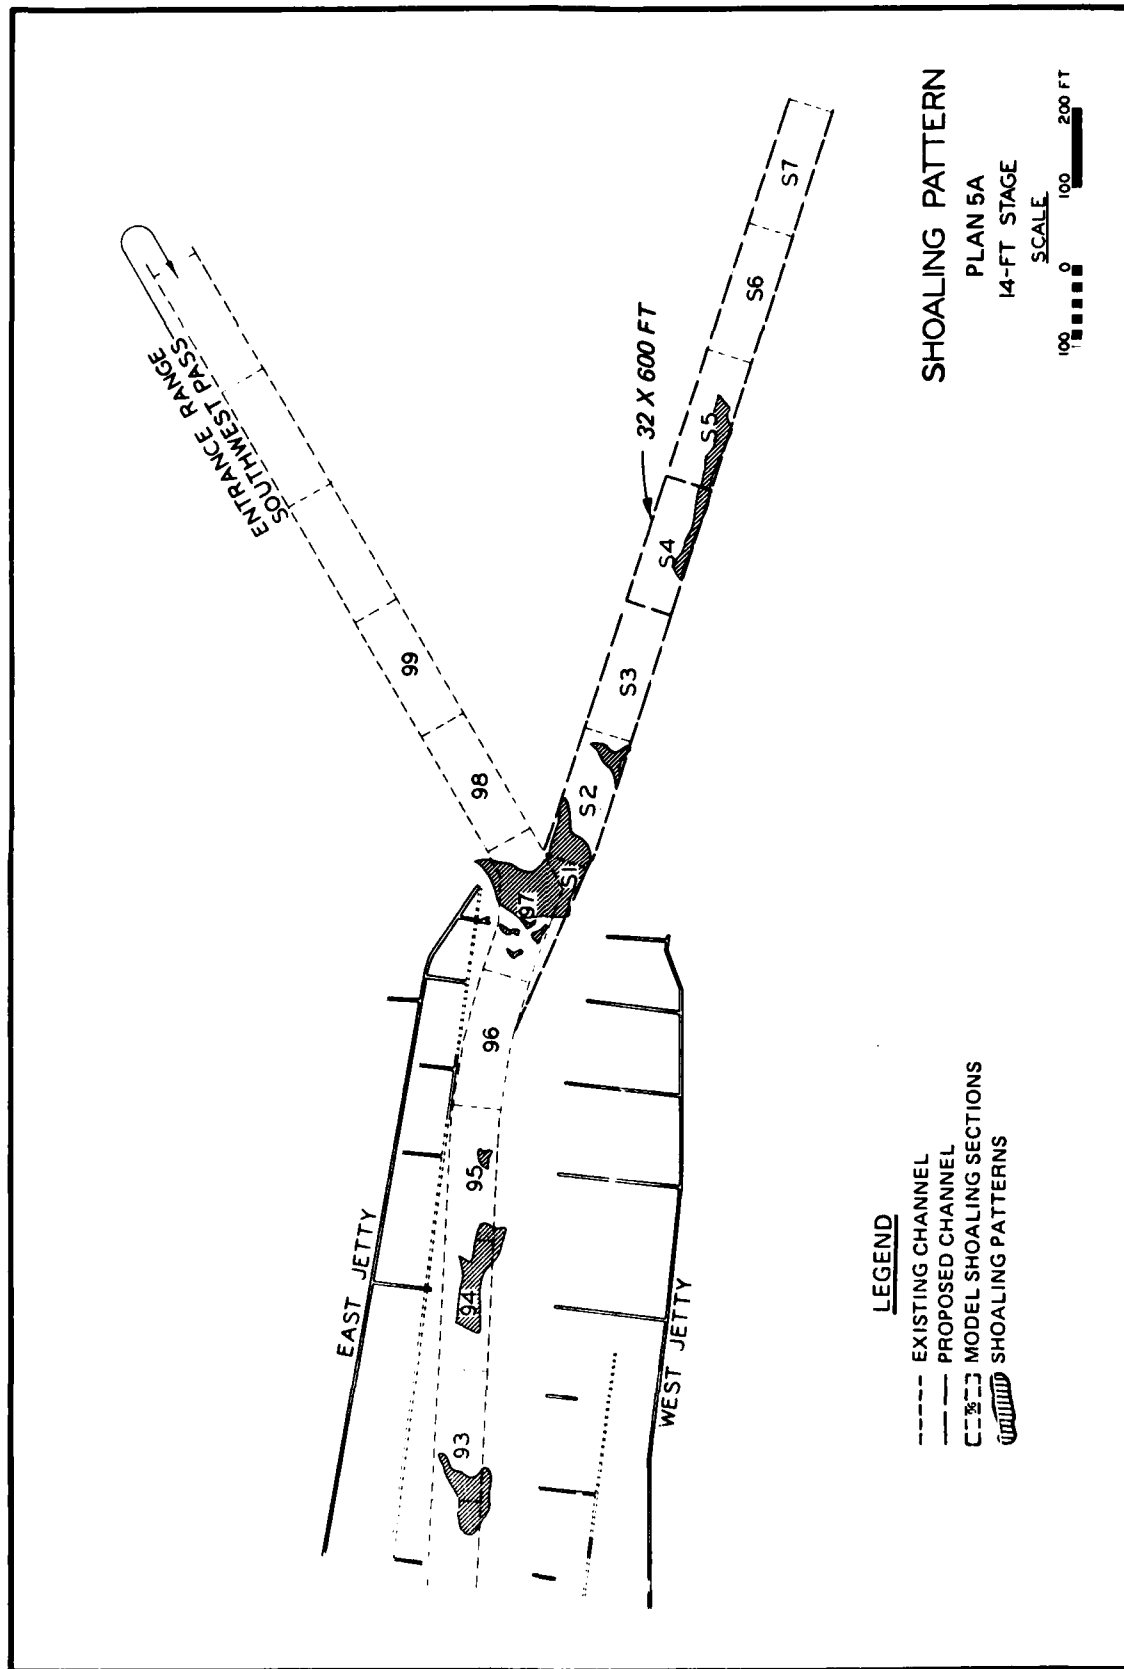 SHOALING PATTERN
PLAN 5A
14-FT STAGE
SCALE
100 0 100 200 FT
ENTRANCE RANGE
SOUTHWEST PASS
32 X 600 FT
EAST JETTY
WEST JETTY
93
94
95
96
97
98
99
S1
S2
S3
S4
S5
S6
S7
LEGEND
EXISTING CHANNEL
PROPOSED CHANNEL
96 MODEL SHOALING SECTIONS
SHOALING PATTERNS